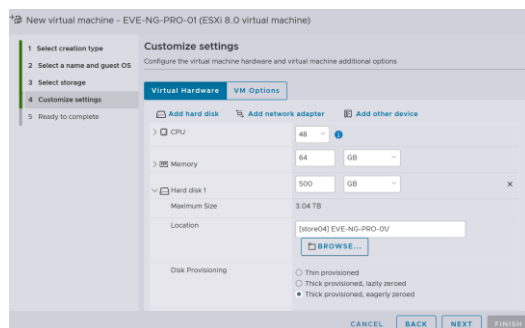 New virtual machine - EVE-NG-PRO-01 (ESXi 8.0 virtual machine)
1 Select creation type
2 Select a name and guest OS
3 Select storage
4 Customize settings
5 Ready to complete
Customize settings
Configure the virtual machine hardware and virtual machine additional options
Virtual Hardware VM Options
Add hard disk Add network adapter Add other device
CPU 48
Memory 64 GB
Hard disk 1 500 GB
Maximum Size 3.04 TB
Location [store04] EVE-NG-PRO-01/
BROWSE...
Disk Provisioning Thin provisioned
Thick provisioned, lazily zeroed
Thick provisioned, eagerly zeroed
CANCEL BACK NEXT FINISH